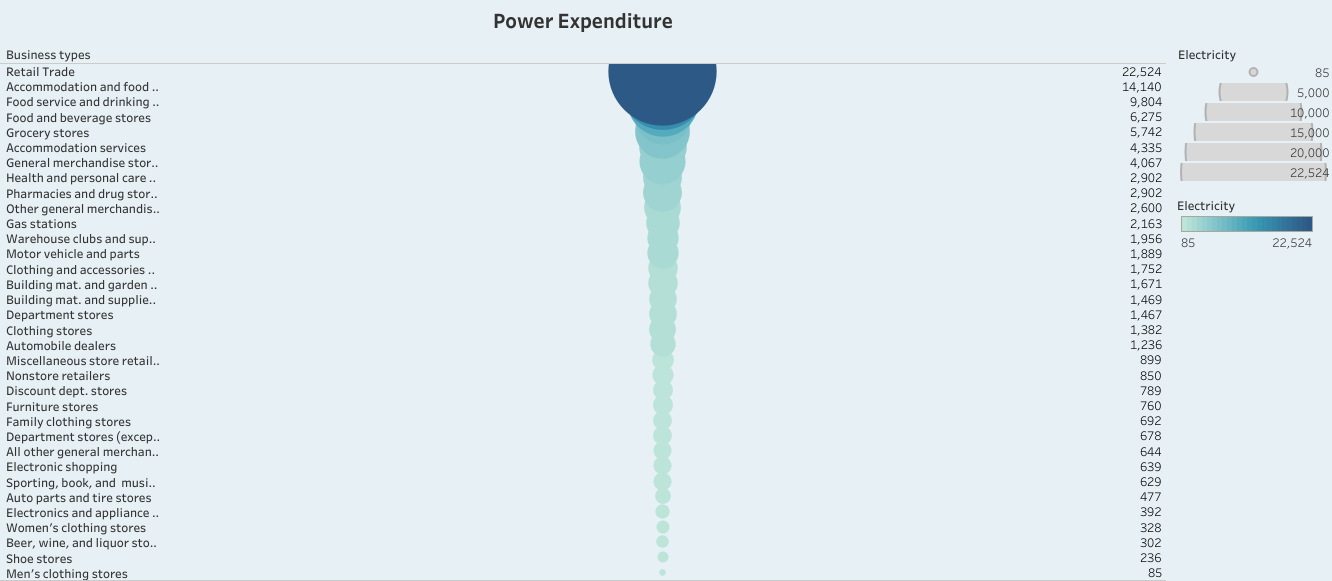 Power Expenditure
Business types
Retail Trade 22,524
Accommodation and food .. 14,140
Food service and drinking .. 9,804
Food and beverage stores 6,275
Grocery stores 5,742
Accommodation services 4,335
General merchandise stor.. 4,067
Health and personal care .. 2,902
Pharmacies and drug stor.. 2,902
Other general merchandis.. 2,600
Gas stations 2,163
Warehouse clubs and sup.. 1,956
Motor vehicle and parts 1,889
Clothing and accessories .. 1,752
Building mat. and garden .. 1,671
Building mat. and supplie.. 1,469
Department stores 1,467
Clothing stores 1,382
Automobile dealers 1,236
Miscellaneous store retail.. 899
Nonstore retailers 850
Discount dept. stores 789
Furniture stores 760
Family clothing stores 692
Department stores (excep.. 678
All other general merchan.. 644
Electronic shopping 639
Sporting, book, and  musi.. 629
Auto parts and tire stores 477
Electronics and appliance .. 392
Women’s clothing stores 328
Beer, wine, and liquor sto.. 302
Shoe stores 236
Men’s clothing stores 85
Electricity
85
5,000
10,000
15,000
20,000
22,524
Electricity
85 22,524